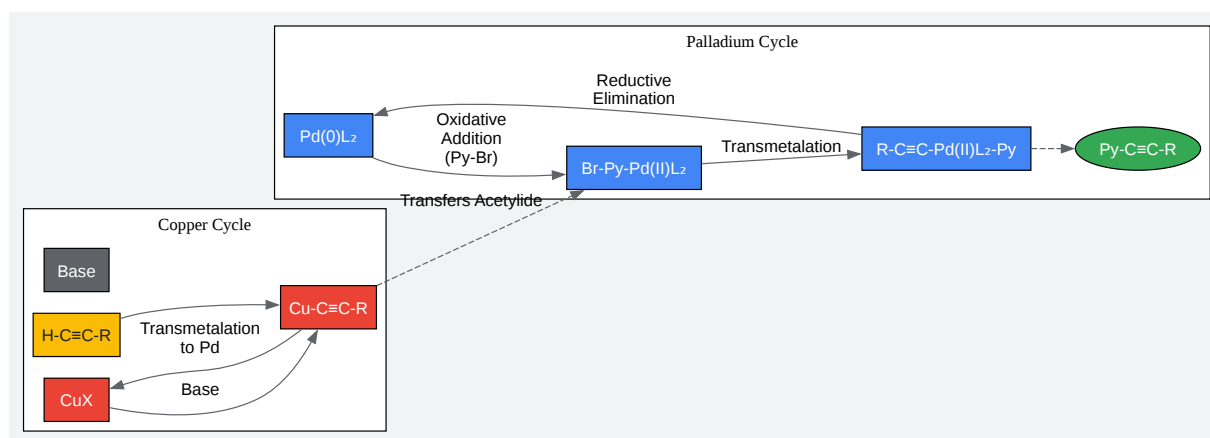 Palladium Cycle
Reductive
Elimination
Pd(0)L₂
Oxidative
Addition
(Py-Br)
Transmetalation
R-C≡C-Pd(II)L₂-Py
Py-C≡C-R
Br-Py-Pd(II)L₂
Transfers Acetylide
Copper Cycle
Base
Cu-C≡C-R
H-C≡C-R
Transmetalation
to Pd
CuX
Base